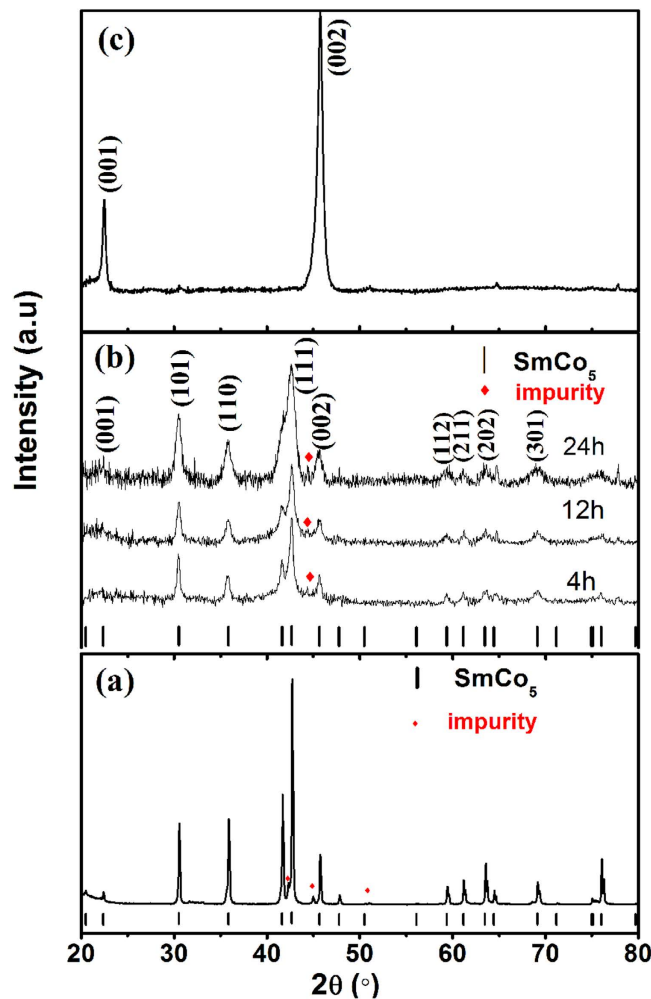 (c)
(001)
(002)
Intensity (a.u)
(b)
(001)
(101)
(110)
(111)
(002)
(112)
(211)
(202)
(301)
SmCo5
impurity
24h
12h
4h
(a)
SmCo5
impurity
20 30 40 50 60 70 80
2θ (°)